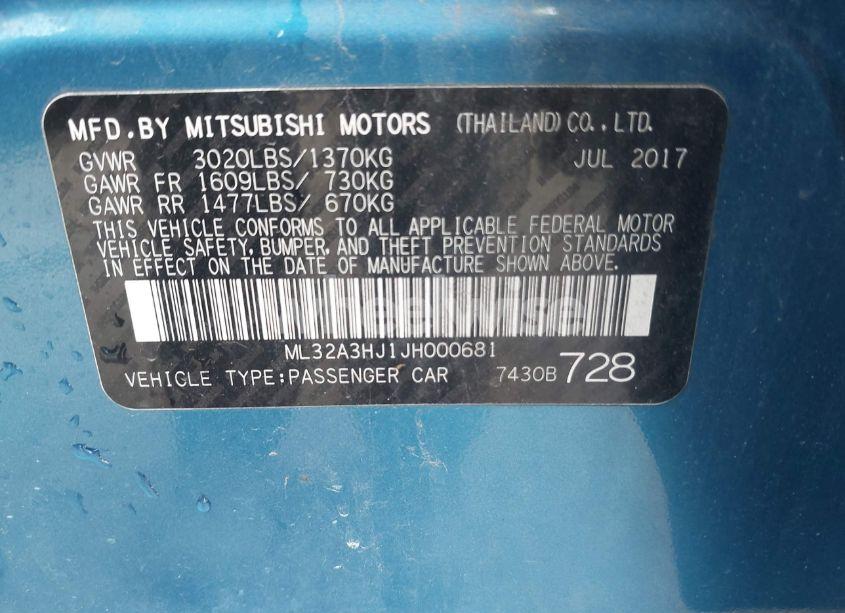 MFD.BY MITSUBISHI MOTORS (THAILAND)CO.,LTD.
GVWR 3020LBS/1370KG JUL 2017
GAWR FR 1609LBS/ 730KG
GAWR RR 1477LBS/ 670KG
THIS VEHICLE CONFORMS TO ALL APPLICABLE FEDERAL MOTOR
VEHICLE SAFETY, BUMPER, AND THEFT PREVENTION STANDARDS
IN EFFECT ON THE DATE OF MANUFACTURE SHOWN ABOVE.
ML32A3HJ1JH000681
VEHICLE TYPE:PASSENGER CAR 7430B 728